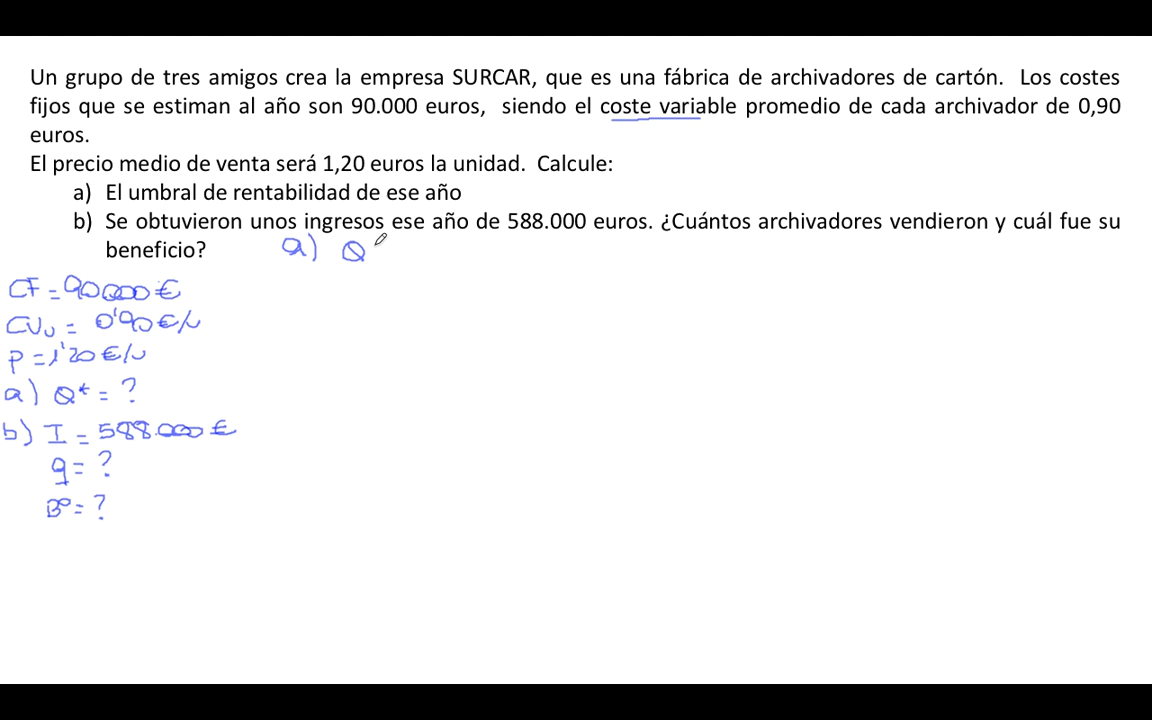 Un grupo de tres amigos crea la empresa SURCAR, que es una fábrica de archivadores de cartón. Los costes
fijos que se estiman al año son 90.000 euros, siendo el coste variable promedio de cada archivador de 0,90
euros.
El precio medio de venta será 1,20 euros la unidad. Calcule:
a) El umbral de rentabilidad de ese año
b) Se obtuvieron unos ingresos ese año de 588.000 euros. ¿Cuántos archivadores vendieron y cuál fue su
beneficio?
a) Q
CF = 90.000 €
CVu = 0'90 €/u
P = 1'20 €/u
a) Q* = ?
b) I = 588.000 €
q = ?
Bº = ?